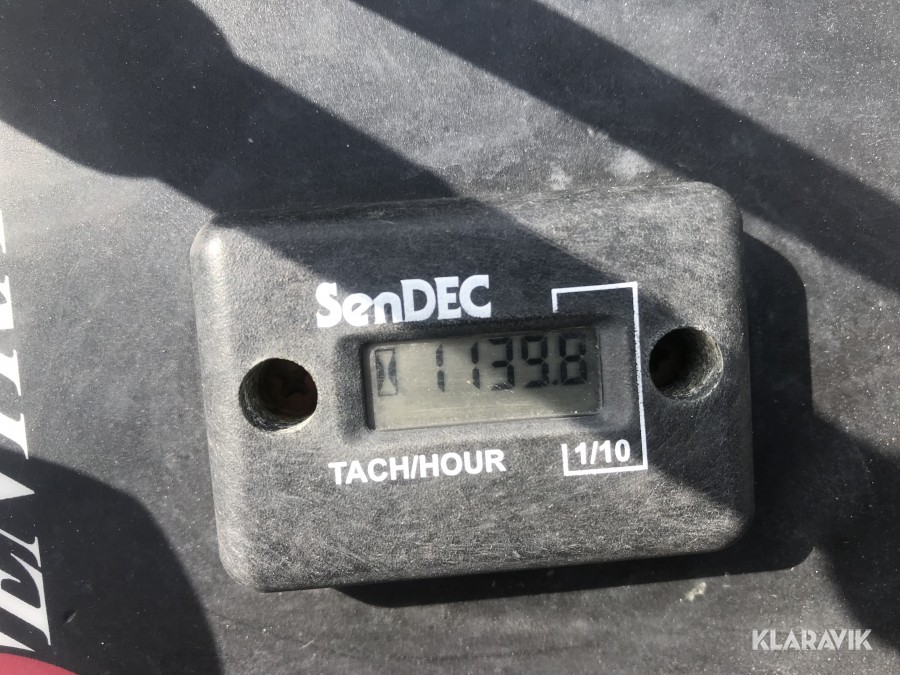 SenDEC
1139.8
TACH/HOUR
1/10
KLARAVIK